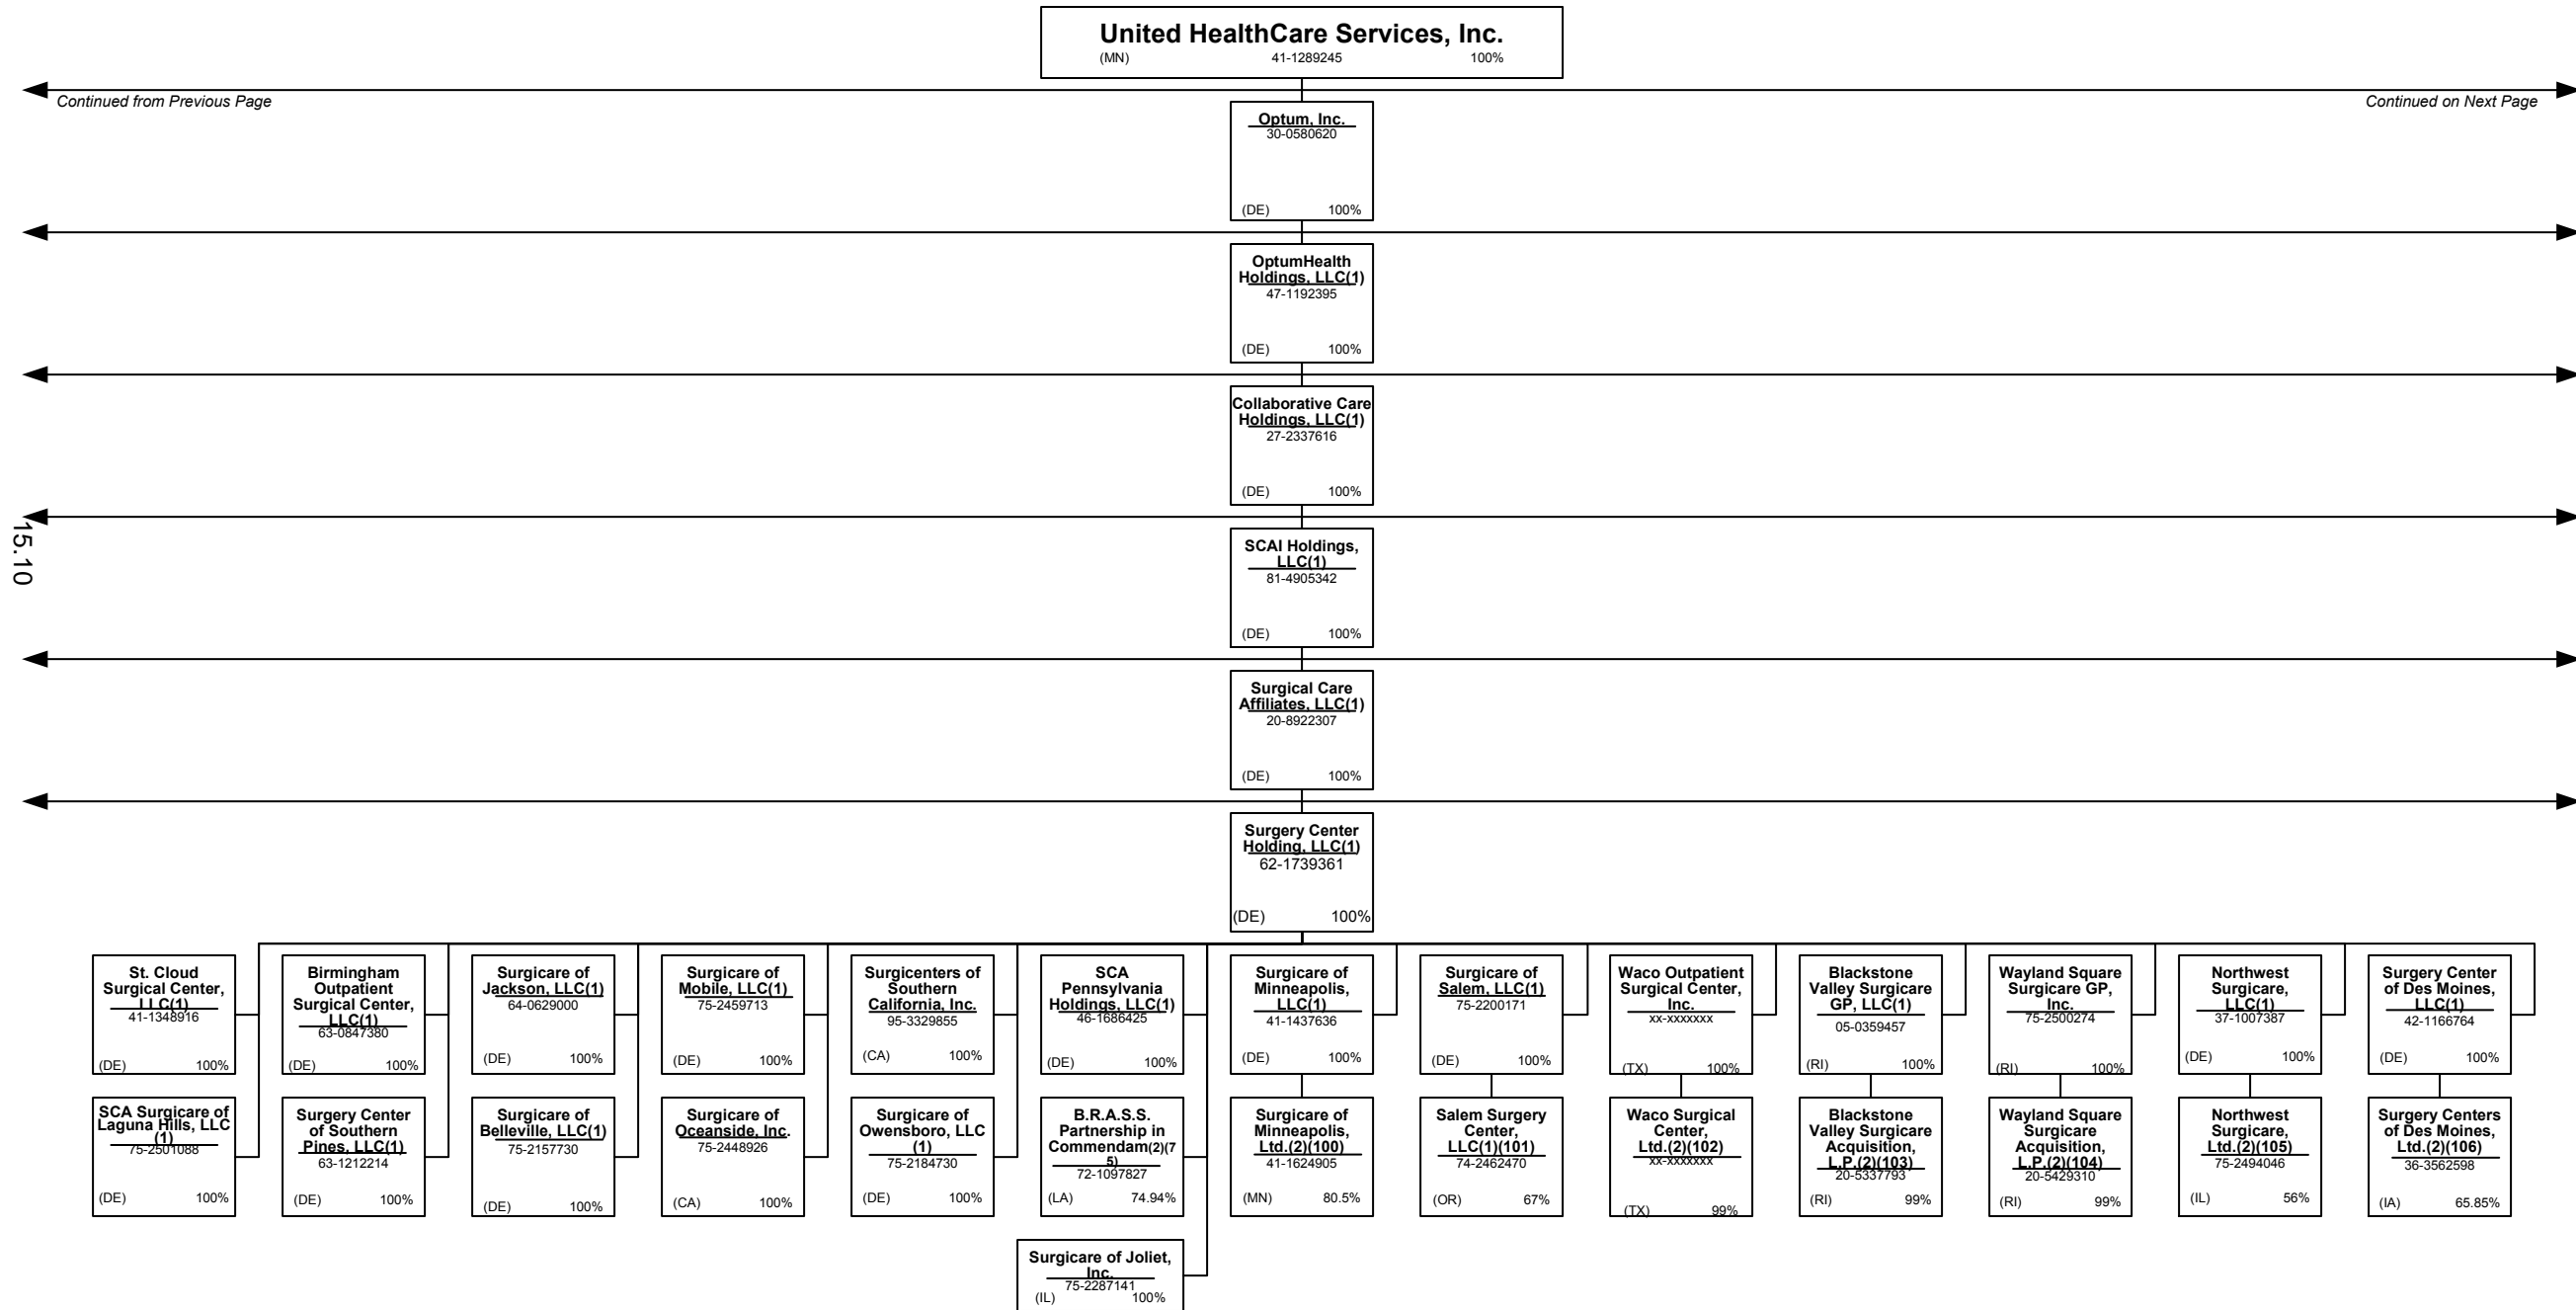 United HealthCare Services, Inc.
(MN) 41-1289245 100%
Continued from Previous Page
Continued on Next Page
Optum, Inc.
30-0580620
(DE) 100%
OptumHealth
Holdings, LLC(1)
47-1192395
(DE) 100%
Collaborative Care
Holdings, LLC(1)
27-2337616
(DE) 100%
15.10
SCAI Holdings,
LLC(1)
81-4905342
(DE) 100%
Surgical Care
Affiliates, LLC(1)
20-8922307
(DE) 100%
Surgery Center
Holding, LLC(1)
62-1739361
(DE) 100%
St. Cloud
Surgical Center,
LLC(1)
41-1348916
(DE) 100%
Birmingham
Outpatient
Surgical Center,
LLC(1)
63-0847380
(DE) 100%
Surgicare of
Jackson, LLC(1)
64-0629000
(DE) 100%
Surgicare of
Mobile, LLC(1)
75-2459713
(DE) 100%
Surgicenters of
Southern
California, Inc.
95-3329855
(CA) 100%
SCA
Pennsylvania
Holdings, LLC(1)
46-1686425
(DE) 100%
Surgicare of
Minneapolis,
LLC(1)
41-1437636
(DE) 100%
Surgicare of
Salem, LLC(1)
75-2200171
(DE) 100%
Waco Outpatient
Surgical Center,
Inc.
xx-xxxxxxx
(TX) 100%
Blackstone
Valley Surgicare
GP, LLC(1)
05-0359457
(RI) 100%
Wayland Square
Surgicare GP,
Inc.
75-2500274
(RI) 100%
Northwest
Surgicare,
LLC(1)
37-1007387
(DE) 100%
Surgery Center
of Des Moines,
LLC(1)
42-1166764
(DE) 100%
SCA Surgicare of
Laguna Hills, LLC
(1)
75-2501088
(DE) 100%
Surgery Center
of Southern
Pines, LLC(1)
63-1212214
(DE) 100%
Surgicare of
Belleville, LLC(1)
75-2157730
(DE) 100%
Surgicare of
Oceanside, Inc.
75-2448926
(CA) 100%
Surgicare of
Owensboro, LLC
(1)
75-2184730
(DE) 100%
B.R.A.S.S.
Partnership in
Commendam(2)(7
5)
72-1097827
(LA) 74.94%
Surgicare of
Minneapolis,
Ltd.(2)(100)
41-1624905
(MN) 80.5%
Salem Surgery
Center,
LLC(1)(101)
74-2462470
(OR) 67%
Waco Surgical
Center,
Ltd.(2)(102)
xx-xxxxxxx
(TX) 99%
Blackstone
Valley Surgicare
Acquisition,
L.P.(2)(103)
20-5337793
(RI) 99%
Wayland Square
Surgicare
Acquisition,
L.P.(2)(104)
20-5429310
(RI) 99%
Northwest
Surgicare,
Ltd.(2)(105)
75-2494046
(IL) 56%
Surgery Centers
of Des Moines,
Ltd.(2)(106)
36-3562598
(IA) 65.85%
Surgicare of Joliet,
Inc.
75-2287141
(IL) 100%